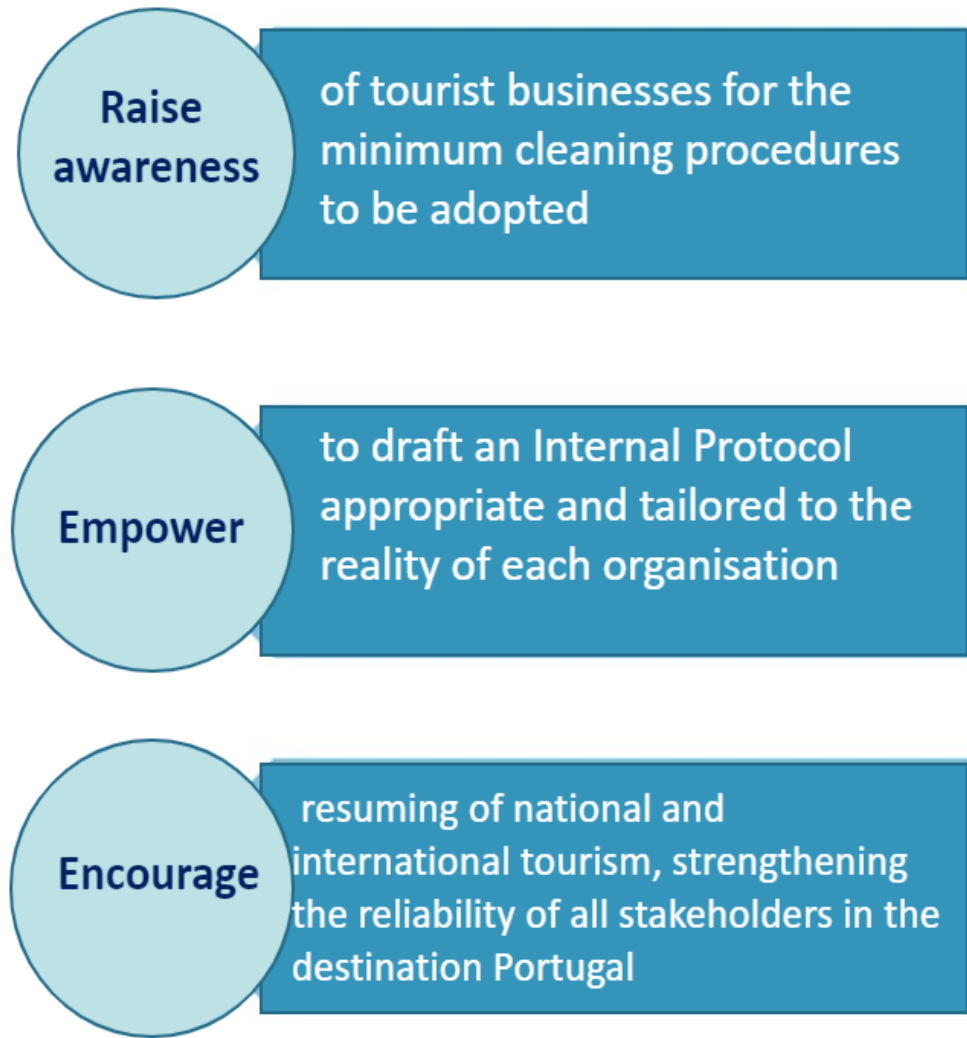 Raise
awareness
of tourist businesses for the
minimum cleaning procedures
to be adopted
Empower
to draft an Internal Protocol
appropriate and tailored to the
reality of each organisation
Encourage
resuming of national and
international tourism, strengthening
the reliability of all stakeholders in the
destination Portugal